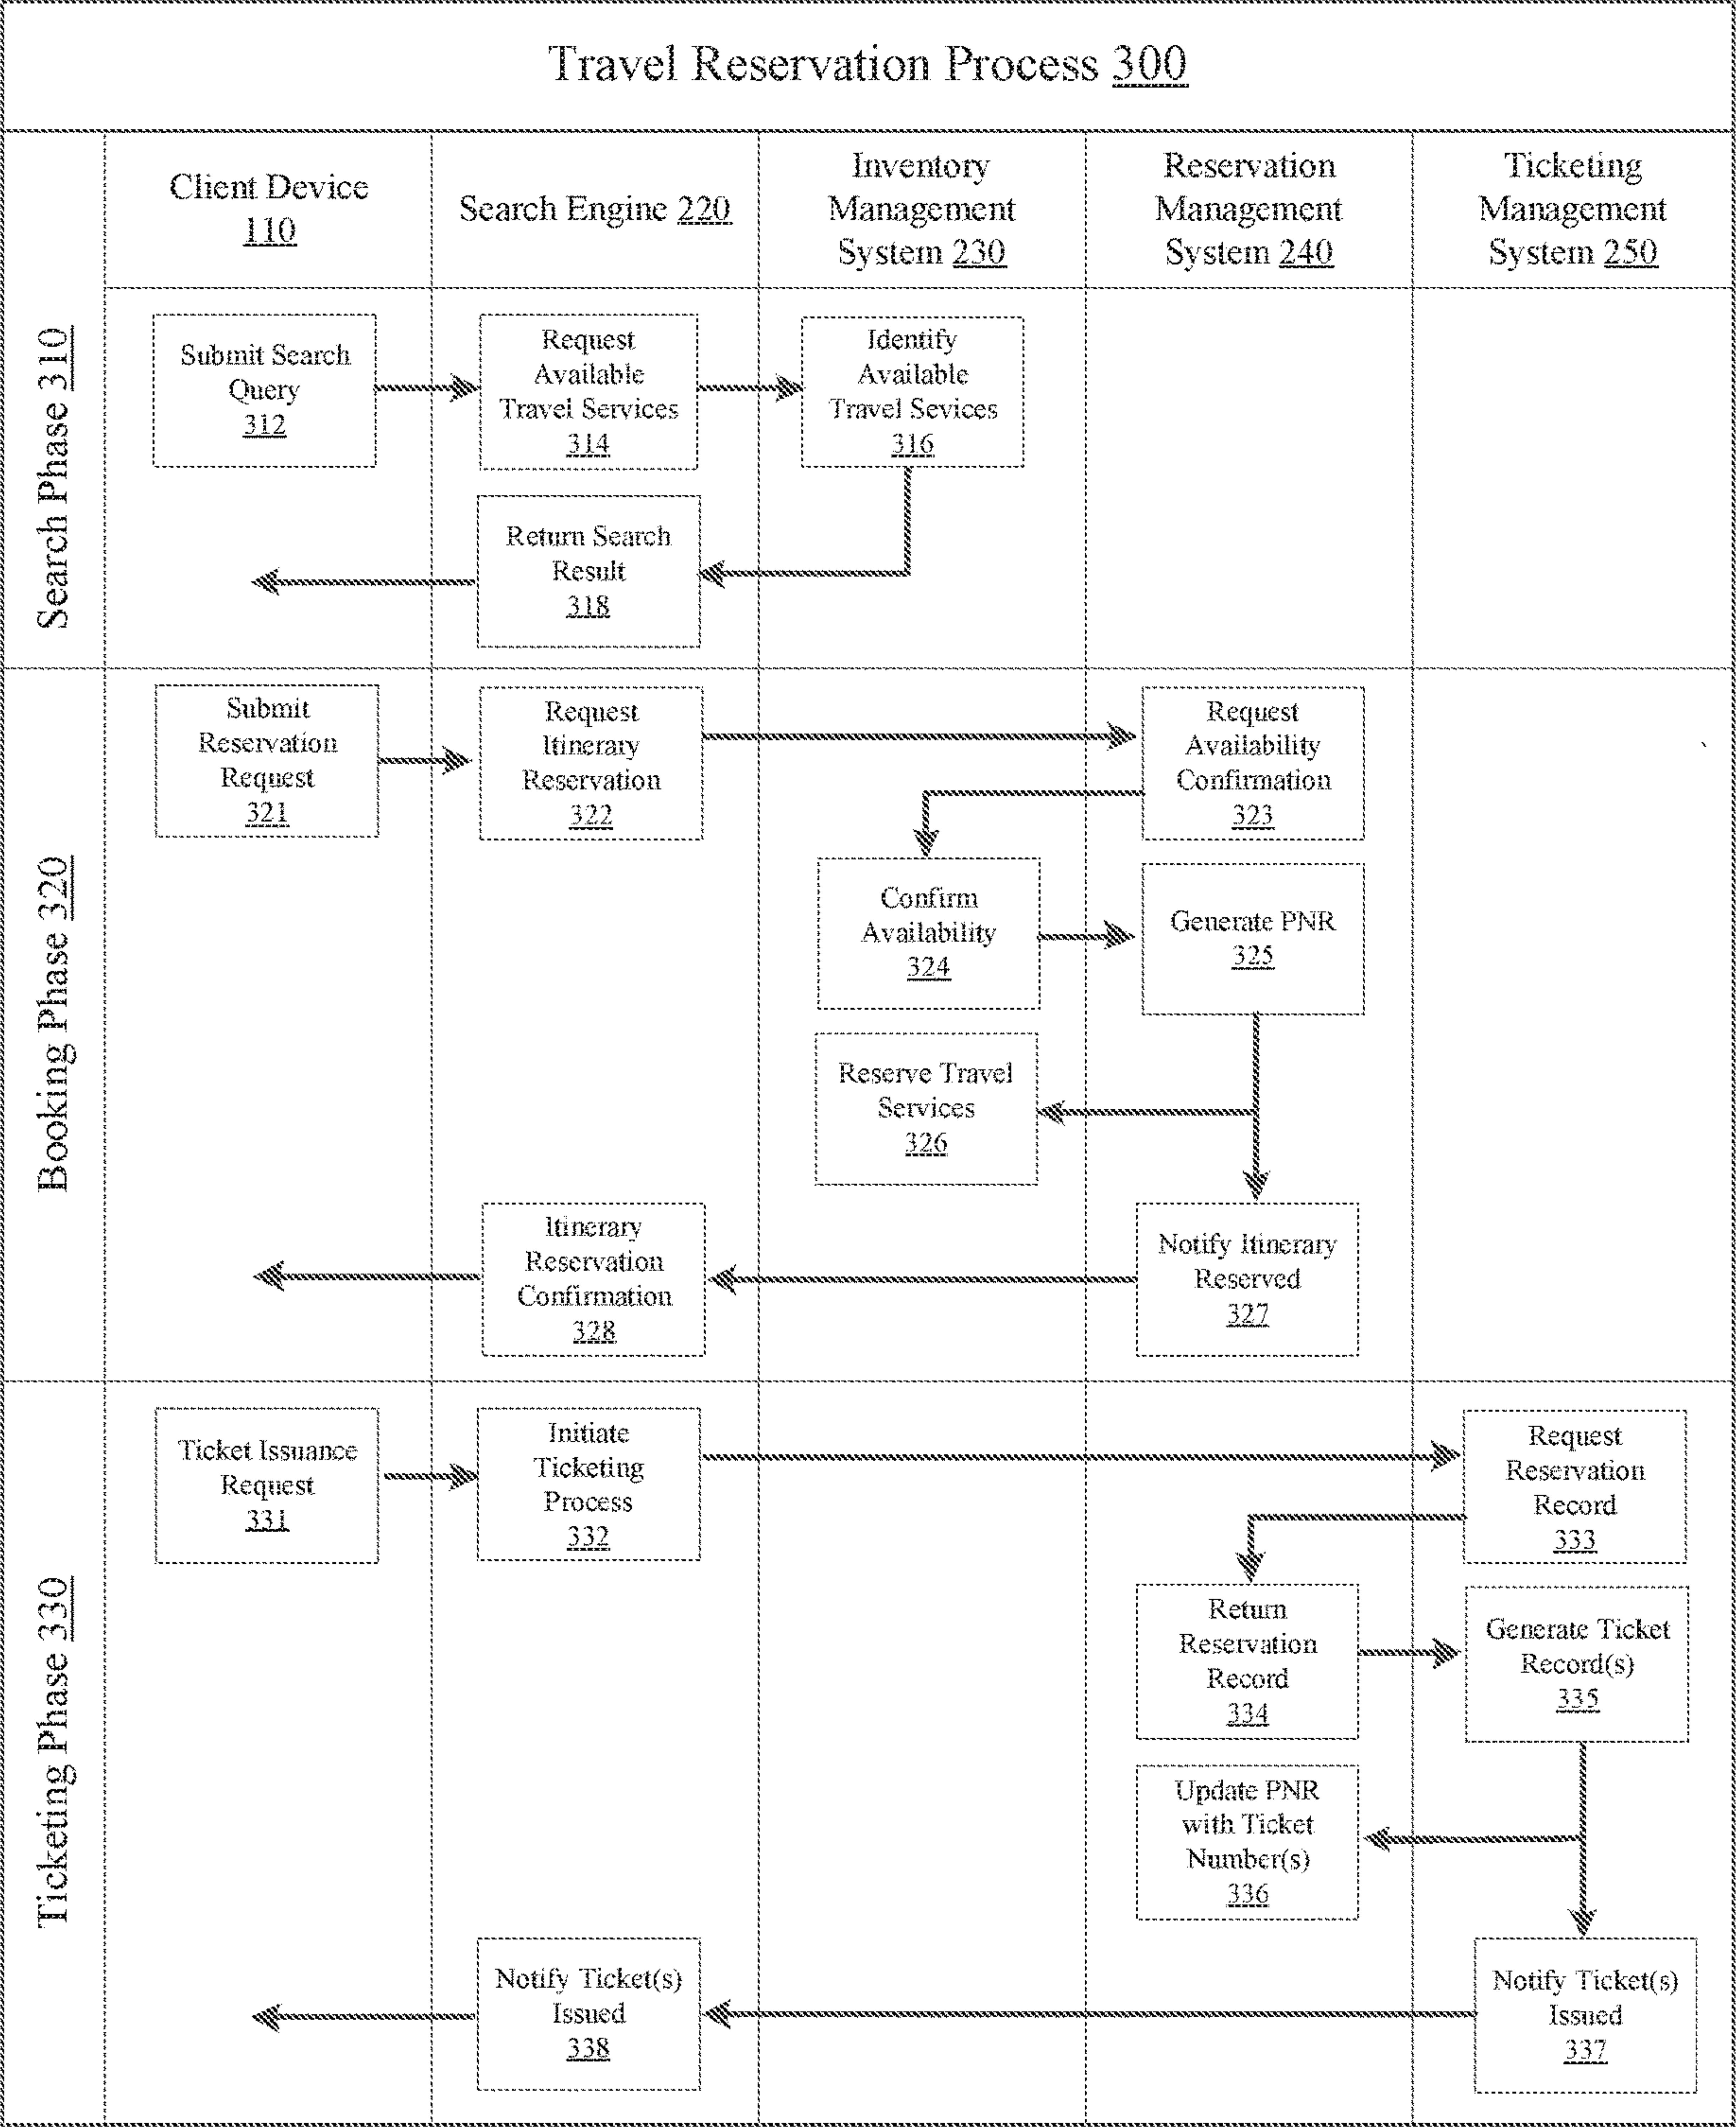 Travel Reservation Process 300
Client Device
110
Search Engine 220
Inventory
Management
System 230
Reservation
Management
System 240
Ticketing
Management
System 250
Search Phase 310
Submit Search
Query
312
Request
Available
Travel Services
314
Identify
Available
Travel Sevices
316
Return Search
Result
318
Booking Phase 320
Submit
Reservation
Request
321
Request
Itinerary
Reservation
322
Request
Availability
Confirmation
323
Confirm
Availability
324
Generate PNR
325
Reserve Travel
Services
326
Notify Itinerary
Reserved
327
Itinerary
Reservation
Confirmation
328
Ticketing Phase 330
Ticket Issuance
Request
331
Initiate
Ticketing
Process
332
Request
Reservation
Record
333
Return
Reservation
Record
334
Generate Ticket
Record(s)
335
Update PNR
with Ticket
Number(s)
336
Notify Ticket(s)
Issued
337
Notify Ticket(s)
Issued
338